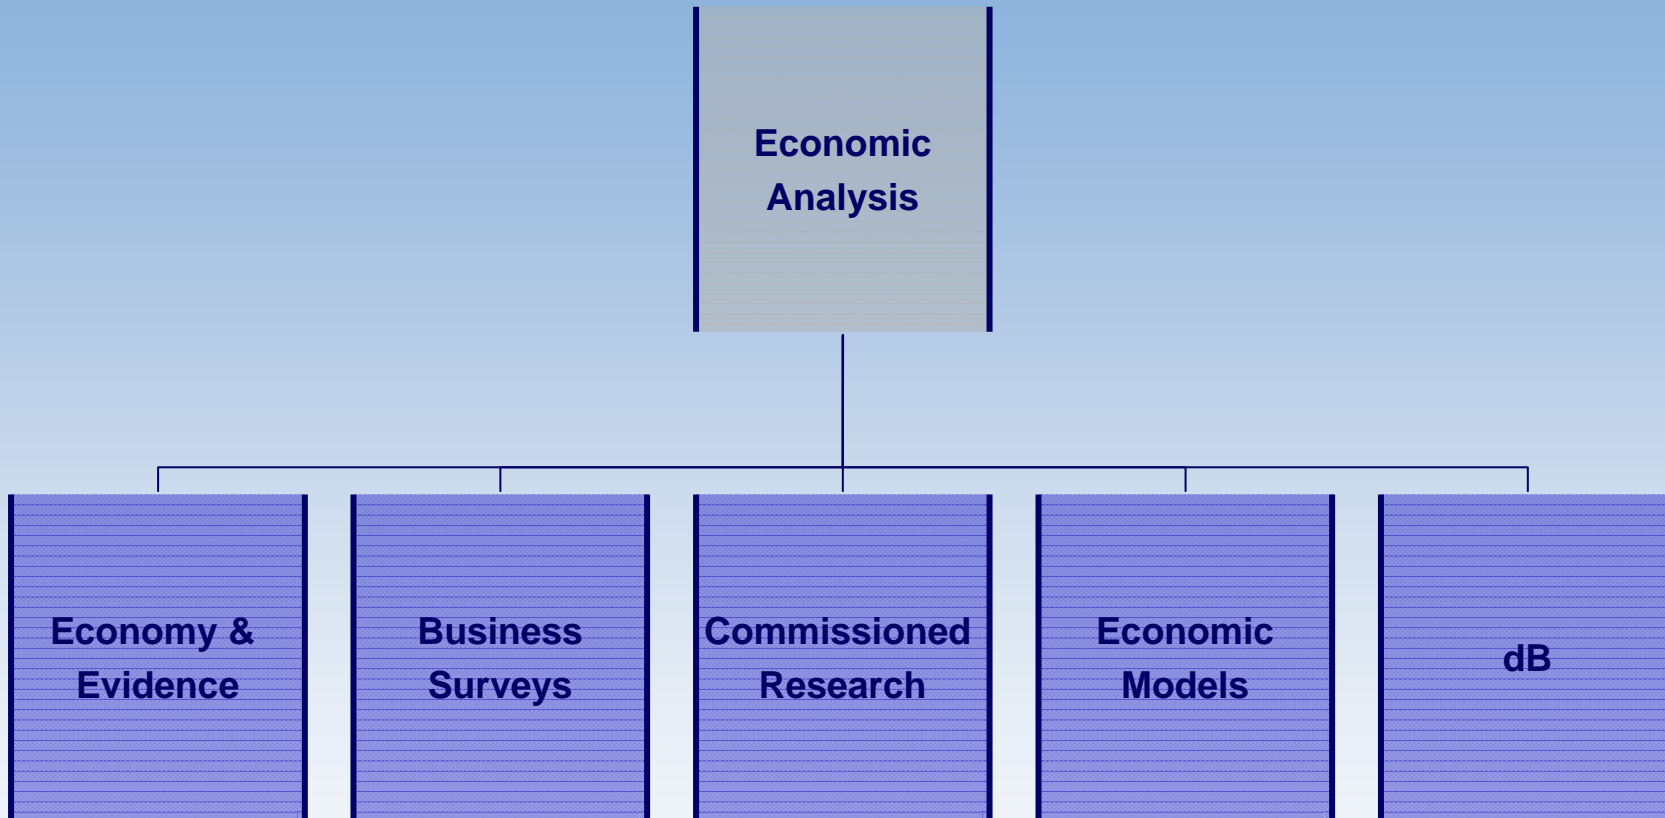 Economic
Analysis
Economy &
Evidence
Business
Surveys
Commissioned
Research
Economic
Models
dB